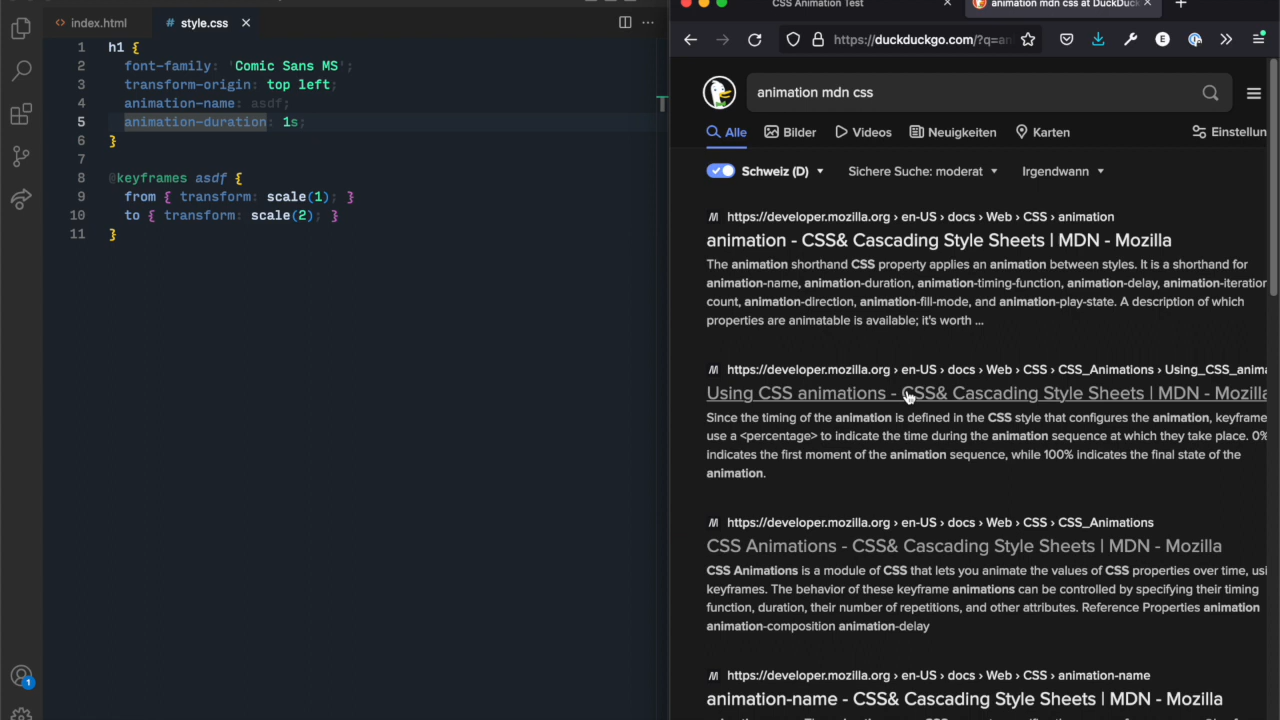 index.html
style.css
1 h1 {
2 font-family: 'Comic Sans MS';
3 transform-origin: top left;
4 animation-name: asdf;
5 animation-duration: 1s;
6 }
7
8 @keyframes asdf {
9 from { transform: scale(1); }
10 to { transform: scale(2); }
11 }
1
CSS Animation Test
animation mdn css at DuckDuc
https://duckduckgo.com/?q=an
E
animation mdn css
Alle Bilder Videos Neuigkeiten Karten Einstellun
Schweiz (D) Sichere Suche: moderat Irgendwann
https://developer.mozilla.org › en-US › docs › Web › CSS › animation
animation - CSS& Cascading Style Sheets | MDN - Mozilla
The animation shorthand CSS property applies an animation between styles. It is a shorthand for
animation-name, animation-duration, animation-timing-function, animation-delay, animation-iteration
count, animation-direction, animation-fill-mode, and animation-play-state. A description of which
properties are animatable is available; it's worth ...
https://developer.mozilla.org › en-US › docs › Web › CSS › CSS_Animations › Using_CSS_anima
Using CSS animations - CSS& Cascading Style Sheets | MDN - Mozilla
Since the timing of the animation is defined in the CSS style that configures the animation, keyframe
use a <percentage> to indicate the time during the animation sequence at which they take place. 0%
indicates the first moment of the animation sequence, while 100% indicates the final state of the
animation.
https://developer.mozilla.org › en-US › docs › Web › CSS › CSS_Animations
CSS Animations - CSS& Cascading Style Sheets | MDN - Mozilla
CSS Animations is a module of CSS that lets you animate the values of CSS properties over time, usi
keyframes. The behavior of these keyframe animations can be controlled by specifying their timing
function, duration, their number of repetitions, and other attributes. Reference Properties animation
animation-composition animation-delay
https://developer.mozilla.org › en-US › docs › Web › CSS › animation-name
animation-name - CSS& Cascading Style Sheets | MDN - Mozilla